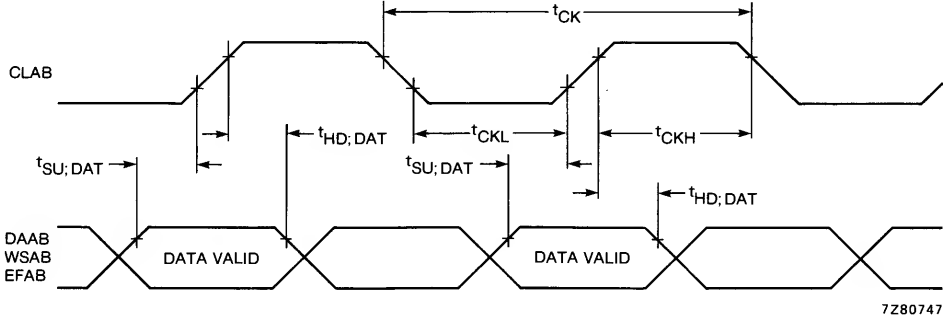 tCK
CLAB
tHD; DAT
tCKL
tCKH
tSU; DAT
tSU; DAT
tHD; DAT
DAAB
WSAB
EFAB
DATA VALID
DATA VALID
7Z80747